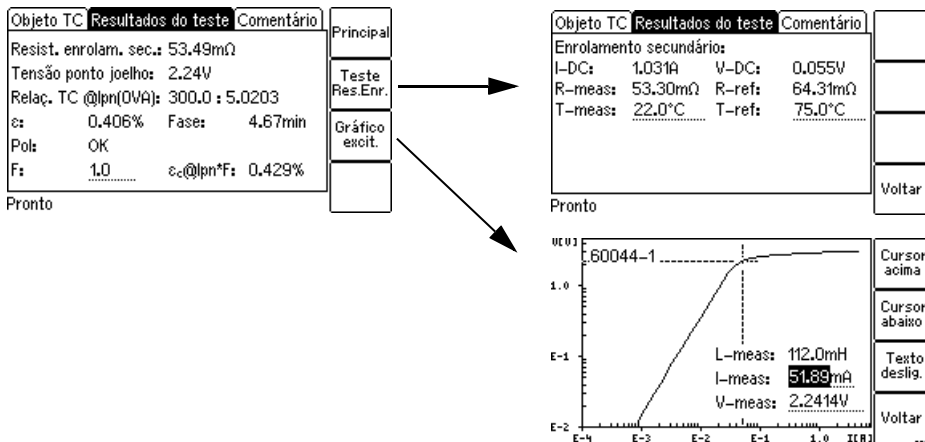 Objeto TC Resultados do teste Comentário
Resist. enrolam. sec.: 53.49mΩ
Tensão ponto joelho: 2.24V
Relaç. TC @Ipn(0VA): 300.0 : 5.0203
ε: 0.406% Fase: 4.67min
Pol: OK
F: 1.0 εc@Ipn*F: 0.429%
Pronto
Principal
Teste
Res.Enr.
Gráfico
excit.
Objeto TC Resultados do teste Comentário
Enrolamento secundário:
I-DC: 1.031A V-DC: 0.055V
R-meas: 53.30mΩ R-ref: 64.31mΩ
T-meas: 22.0°C T-ref: 75.0°C
Pronto
Voltar
U[V]
60044-1
1.0
E-1
E-2
L-meas: 112.0mH
I-meas: 51.89mA
V-meas: 2.2414V
E-4 E-3 E-2 E-1 1.0 I[A]
Cursor
acima
Cursor
abaixo
Texto
deslig.
Voltar